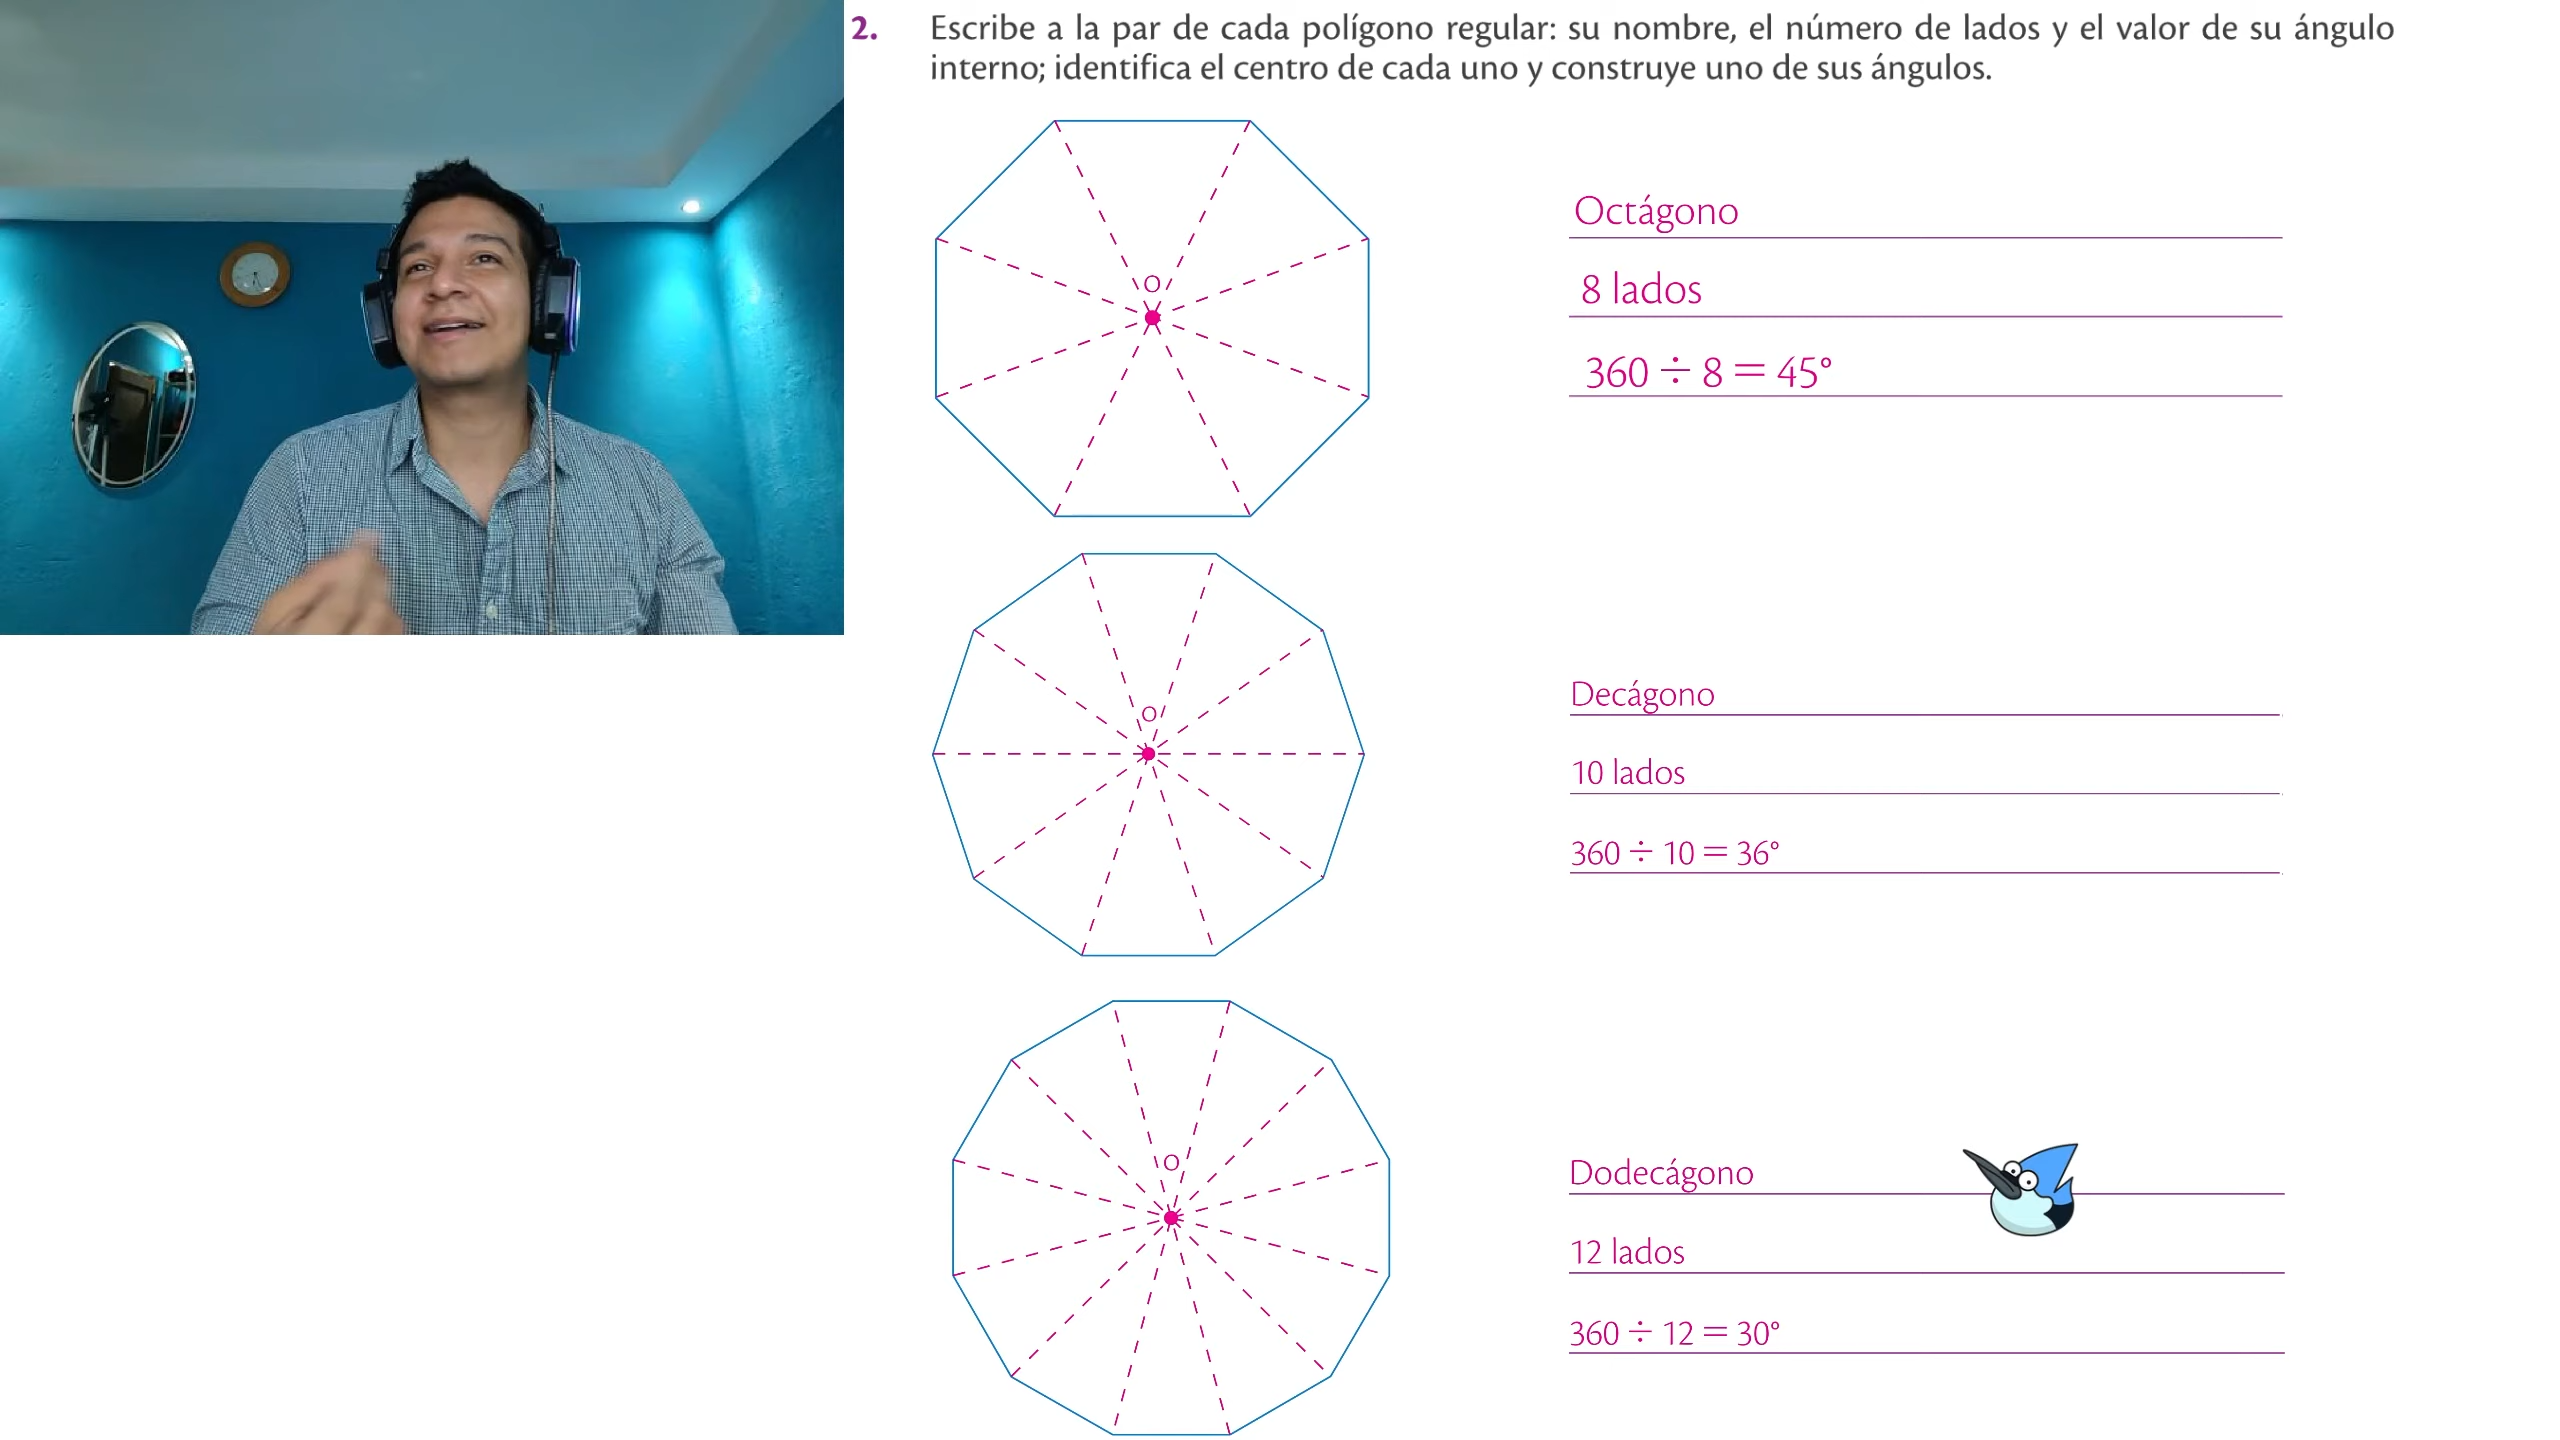 2. Escribe a la par de cada polígono regular: su nombre, el número de lados y el valor de su ángulo
interno; identifica el centro de cada uno y construye uno de sus ángulos.
O
Octágono
8 lados
360 ÷ 8 = 45°
O
Decágono
10 lados
360 ÷ 10 = 36°
O
Dodecágono
12 lados
360 ÷ 12 = 30°